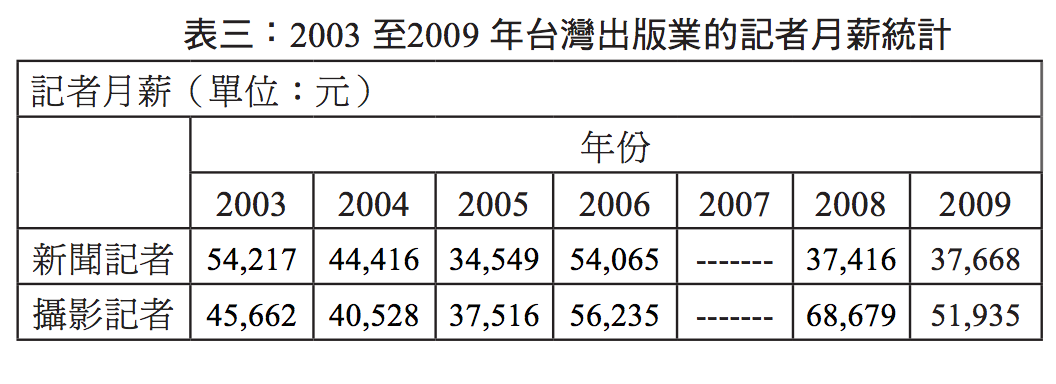 表三：2003 至2009 年台灣出版業的記者月薪統計
記者月薪（單位：元）
年份
2003 2004 2005 2006 2007 2008 2009
新聞記者 54,217 44,416 34,549 54,065 ------- 37,416 37,668
攝影記者 45,662 40,528 37,516 56,235 ------- 68,679 51,935